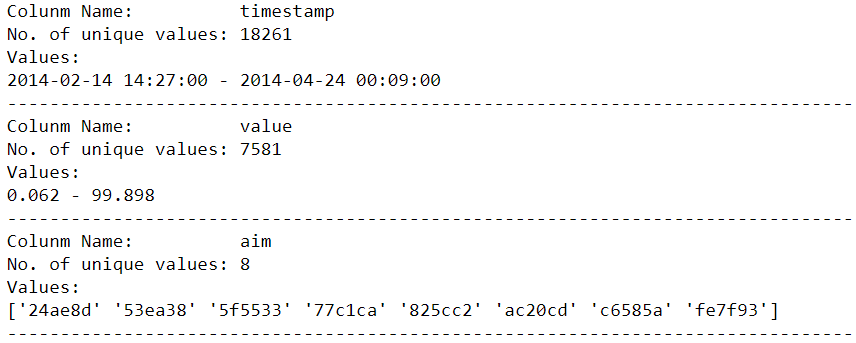 Colunm Name:          timestamp
No. of unique values: 18261
Values:
2014-02-14 14:27:00 - 2014-04-24 00:09:00
--------------------------------------------------------------------------------
Colunm Name:          value
No. of unique values: 7581
Values:
0.062 - 99.898
--------------------------------------------------------------------------------
Colunm Name:          aim
No. of unique values: 8
Values:
['24ae8d' '53ea38' '5f5533' '77c1ca' '825cc2' 'ac20cd' 'c6585a' 'fe7f93']
--------------------------------------------------------------------------------